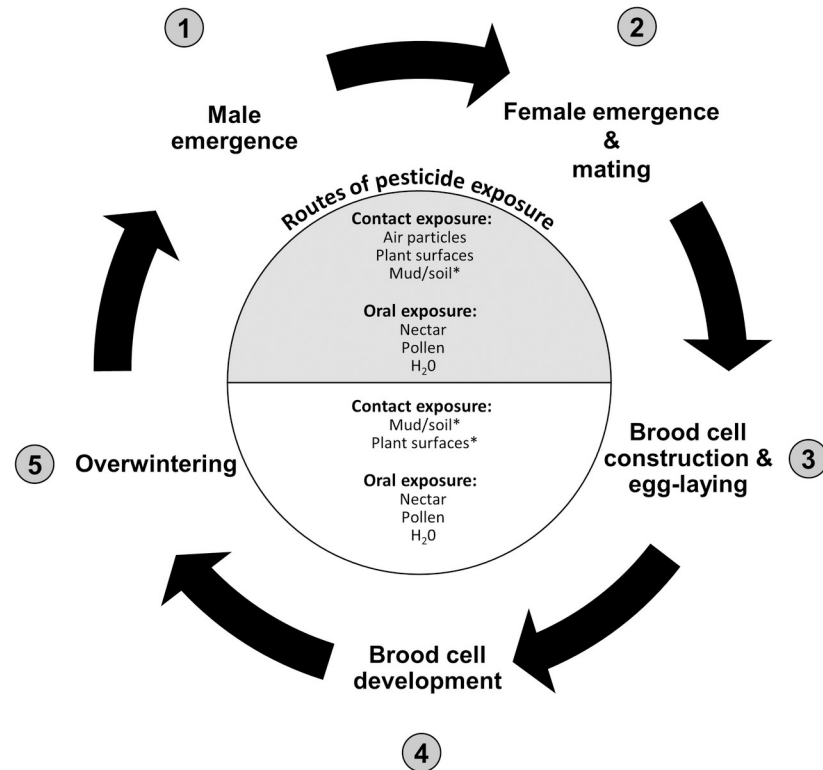 1
Male
emergence
2
Female emergence
&
mating
Routes of pesticide exposure
Contact exposure:
Air particles
Plant surfaces
Mud/soil*
Oral exposure:
Nectar
Pollen
H₂0
Contact exposure:
Mud/soil*
Plant surfaces*
Oral exposure:
Nectar
Pollen
H₂0
Brood cell
construction &
egg-laying
3
Brood cell
development
4
5
Overwintering